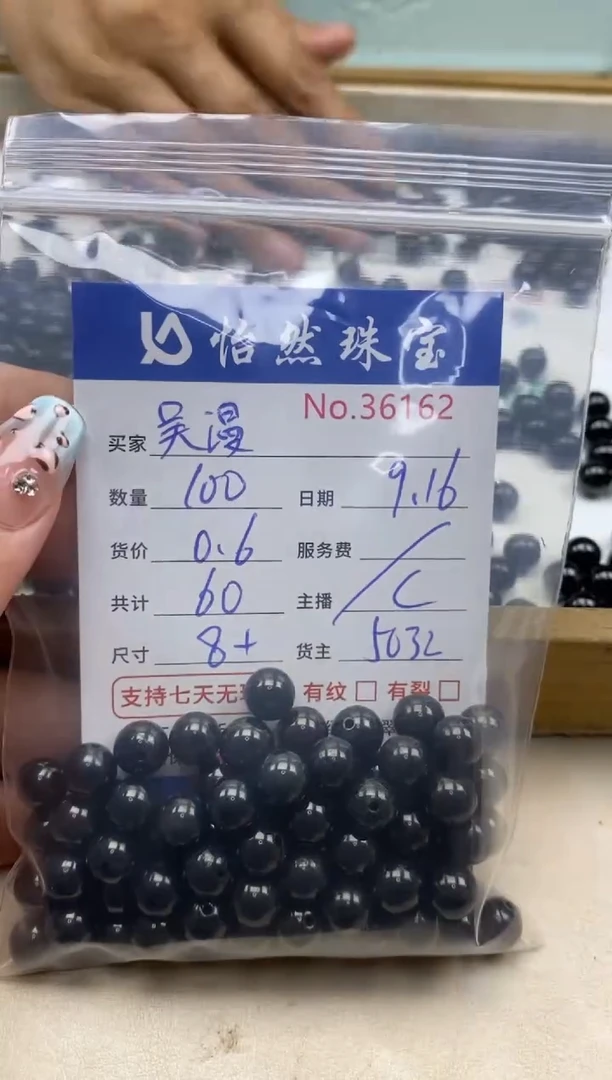 怡然珠宝
No.36162
买家 吴漫
数量 100 日期 9.16
货价 0.6 服务费 /
共计 60 主播 C
尺寸 8+ 货主 5032
支持七天无 有纹 有裂